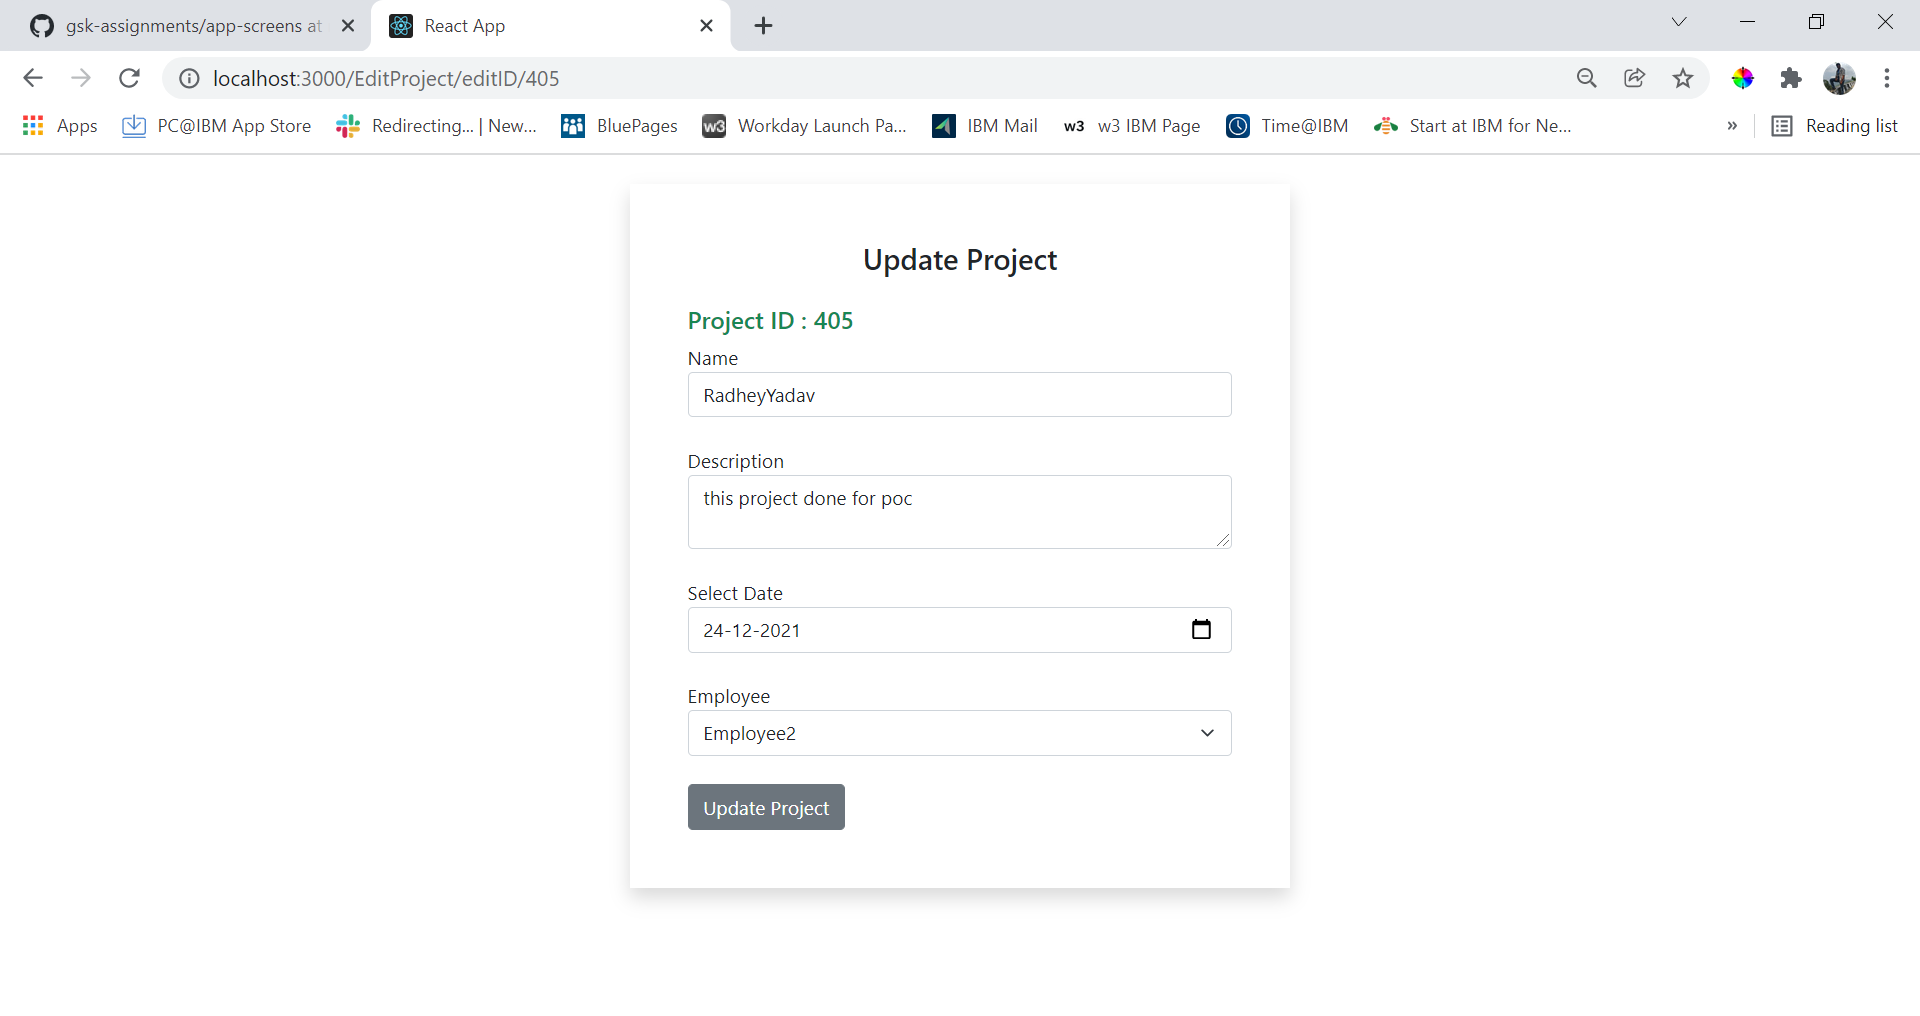 gsk-assignments/app-screens at
React App
localhost:3000/EditProject/editID/405
Apps
PC@IBM App Store
Redirecting... | New...
BluePages
w3
Workday Launch Pa...
IBM Mail
w3
w3 IBM Page
Time@IBM
Start at IBM for Ne...
»
Reading list
Update Project
Project ID : 405
Name
RadheyYadav
Description
this project done for poc
Select Date
24-12-2021
Employee
Employee2
Update Project